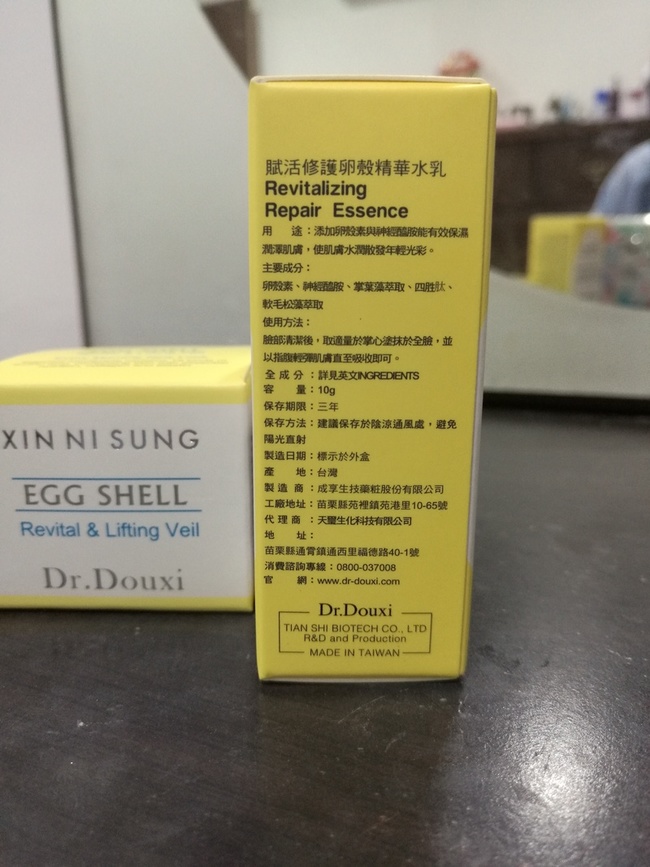 XIN NI SUNG
EGG SHELL
Revital & Lifting Veil
Dr.Douxi
賦活修護卵殼精華水乳
Revitalizing
Repair Essence
用 途：添加卵殼素與神經醯胺能有效保濕
潤澤肌膚，使肌膚水潤散發年輕光彩。
主要成分：
卵殼素、神經醯胺、掌葉藻萃取、四胜肽、
軟毛松藻萃取
使用方法：
臉部清潔後，取適量於掌心塗抹於全臉，並
以指腹輕彈肌膚直至吸收即可。
全 成 分：詳見英文INGREDIENTS
容 量：10g
保存期限：三年
保存方法：建議保存於陰涼通風處，避免
陽光直射
製造日期：標示於外盒
產 地：台灣
製 造 商：成享生技藥粧股份有限公司
工廠地址：苗栗縣苑裡鎮苑港里10-65號
代 理 商：天璽生化科技有限公司
地 址：
苗栗縣通霄鎮通西里福德路40-1號
消費諮詢專線：0800-037008
官 網：www.dr-douxi.com
Dr.Douxi
TIAN SHI BIOTECH CO., LTD
R&D and Production
MADE IN TAIWAN